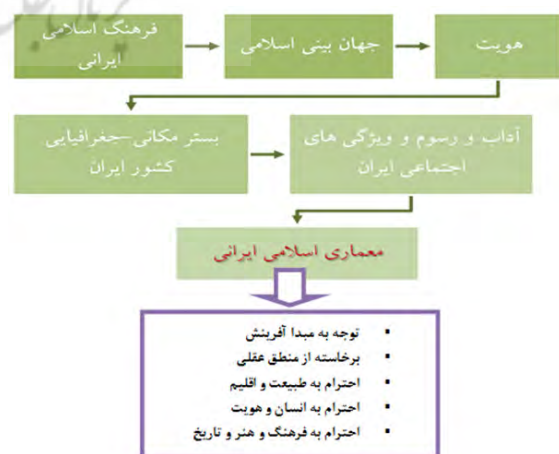 فرهنگ اسلامی
ایرانی
جهان بینی اسلامی
هویت
بستر مکانی-جغرافیایی
کشور ایران
آداب و رسوم و ویژگی های
اجتماعی ایران
معماری اسلامی ایرانی
▪ توجه به مبدا آفرینش
▪ برخاسته از منطق عقلی
▪ احترام به طبیعت و اقلیم
▪ احترام به انسان و هویت
▪ احترام به فرهنگ و هنر و تاریخ